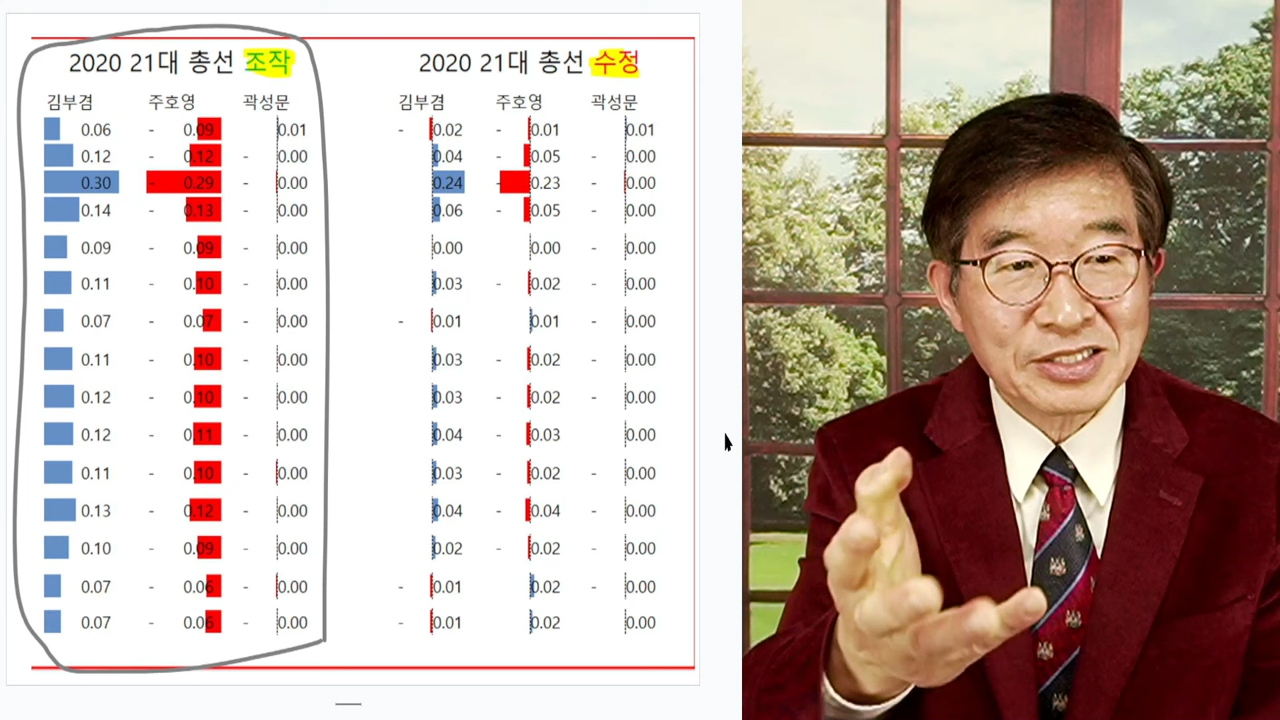 2020 21대 총선 조작
김부겸 주호영 곽성문
0.06 - 0.09 0.01
0.12 - 0.12 - 0.00
0.30 - 0.29 - 0.00
0.14 - 0.13 - 0.00
0.09 - 0.09 - 0.00
0.11 - 0.10 - 0.00
0.07 - 0.07 - 0.00
0.11 - 0.10 - 0.00
0.12 - 0.10 - 0.00
0.12 - 0.11 - 0.00
0.11 - 0.10 - 0.00
0.13 - 0.12 - 0.00
0.10 - 0.09 - 0.00
0.07 - 0.06 - 0.00
0.07 - 0.06 - 0.00
2020 21대 총선 수정
김부겸 주호영 곽성문
- 0.02 - 0.01 0.01
0.04 - 0.05 - 0.00
0.24 - 0.23 - 0.00
0.06 - 0.05 - 0.00
0.00 - 0.00 - 0.00
0.03 - 0.02 - 0.00
- 0.01 0.01 - 0.00
0.03 - 0.02 - 0.00
0.03 - 0.02 - 0.00
0.04 - 0.03 - 0.00
0.03 - 0.02 - 0.00
0.04 - 0.04 - 0.00
0.02 - 0.02 - 0.00
- 0.01 0.02 - 0.00
- 0.01 0.02 - 0.00